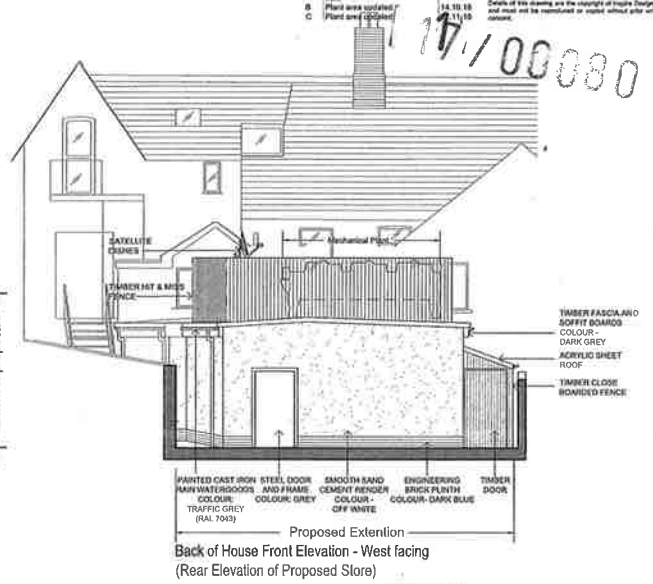 B Plant area updated 14.10.16
C Plant area updated 11.16
Details of this drawing are the copyright of Inspire Design
and must not be reproduced or copied without prior
consent.
/00080
SATELLITE
DISHES
Mechanical Plant
TIMBER HIT & MISS
FENCE
TIMBER FASCIA AND
SOFFIT BOARDS
COLOUR -
DARK GREY
ACRYLIC SHEET
ROOF
TIMBER CLOSE
BOARDED FENCE
PAINTED CAST IRON
RAIN WATERGOODS
COLOUR:
TRAFFIC GREY
(RAL 7043)
STEEL DOOR
AND FRAME
COLOUR: GREY
SMOOTH SAND
CEMENT RENDER
COLOUR -
OFF WHITE
ENGINEERING
BRICK PLINTH
COLOUR- DARK BLUE
TIMBER
DOOR
Proposed Extention
Back of House Front Elevation - West facing
(Rear Elevation of Proposed Store)